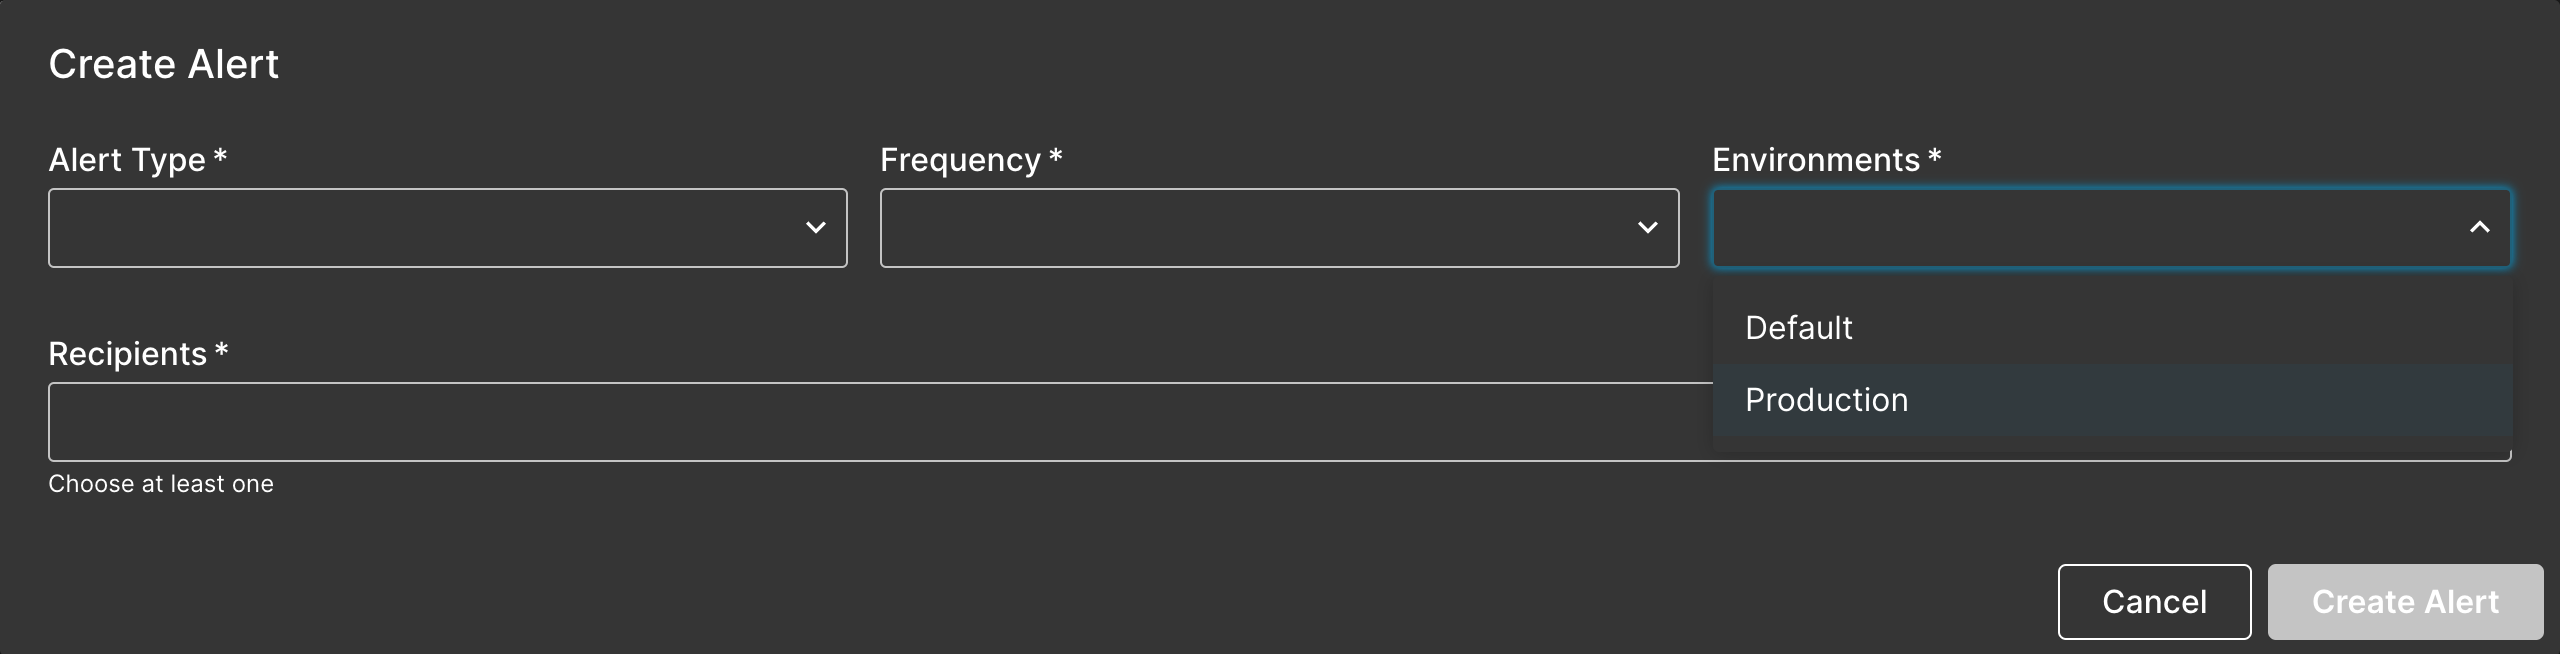 Create Alert
Alert Type *
Frequency *
Environments *
Default
Production
Recipients *
Choose at least one
Cancel
Create Alert